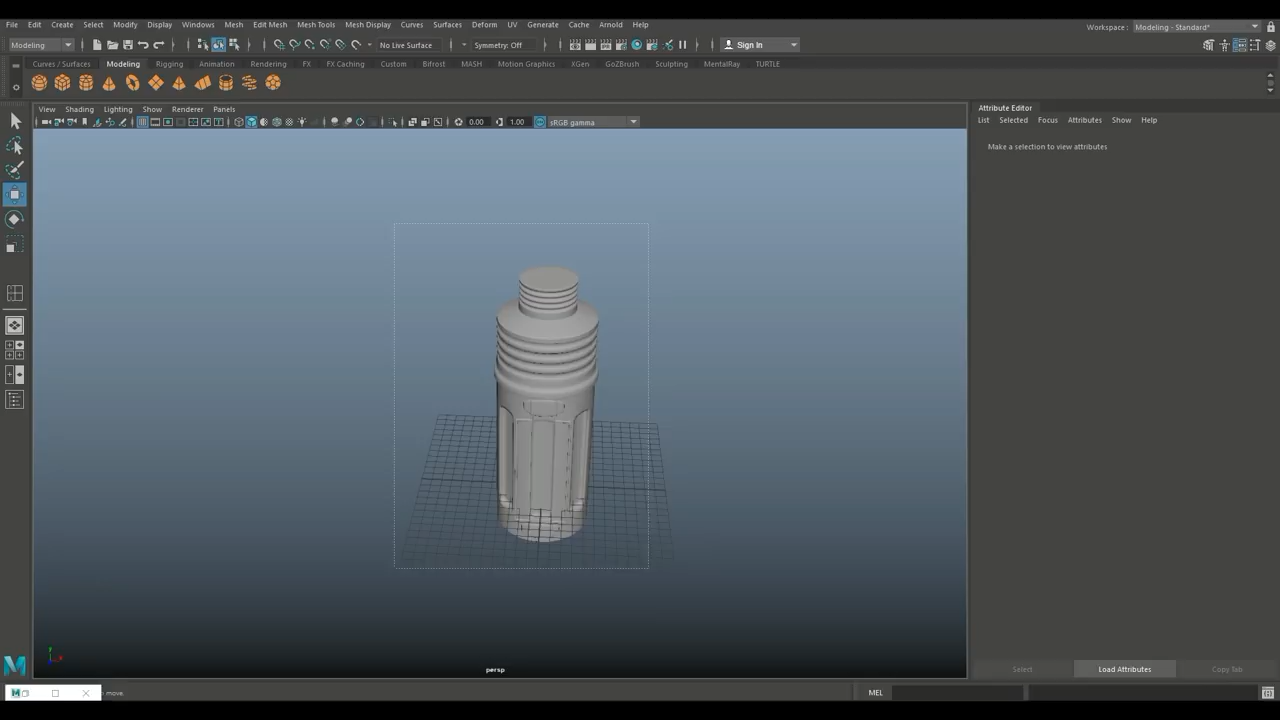 File Edit Create Select Modify Display Windows Mesh Edit Mesh Mesh Tools Mesh Display Curves Surfaces Deform UV Generate Cache Arnold Help Workspace : Modeling - Standard*
Modeling No Live Surface Symmetry: Off Sign In
Curves / Surfaces Modeling Rigging Animation Rendering FX FX Caching Custom Bifrost MASH Motion Graphics XGen GoZBrush Sculpting MentalRay TURTLE
View Shading Lighting Show Renderer Panels
0.00 1.00 sRGB gamma
Attribute Editor
List Selected Focus Attributes Show Help
Make a selection to view attributes
persp
Select Load Attributes Copy Tab
move.
MEL